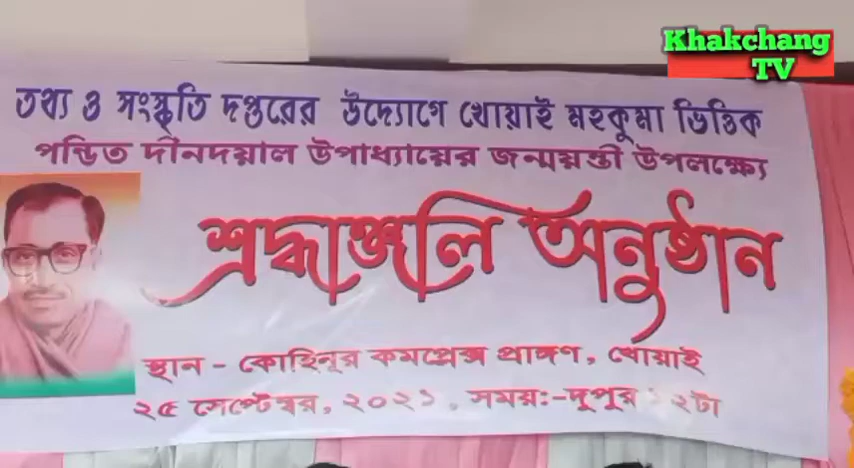 Khakchang
TV
তথ্য ও সংস্কৃতি দপ্তরের উদ্যোগে খোয়াই মহকুমা ভিত্তিক
পন্ডিত দীনদয়াল উপাধ্যায়ের জন্মজয়ন্তী উপলক্ষ্যে
শ্রদ্ধাঞ্জলি অনুষ্ঠান
স্থান - কোহিনূর কমপ্লেক্স প্রাঙ্গণ, খোয়াই
২৫ সেপ্টেম্বর, ২০২১, সময়:-দুপুর ১২টা